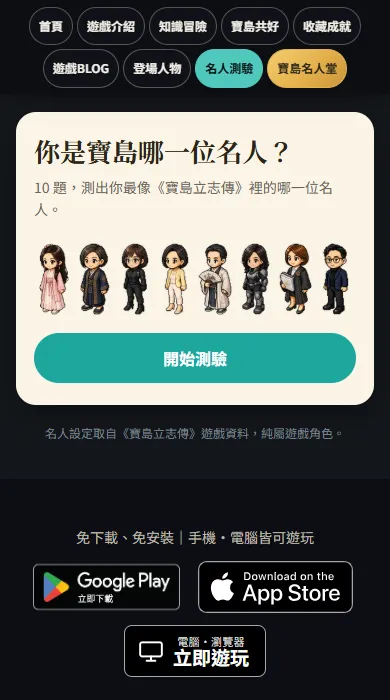 首頁 遊戲介紹 知識冒險 寶島共好 收藏成就
遊戲BLOG 登場人物 名人測驗 寶島名人堂
你是寶島哪一位名人？
10 題，測出你最像《寶島立志傳》裡的哪一位名
人。
開始測驗
名人設定取自《寶島立志傳》遊戲資料，純屬遊戲角色。
免下載、免安裝｜手機・電腦皆可遊玩
Google Play
立即下載
Download on the
App Store
電腦・瀏覽器
立即遊玩